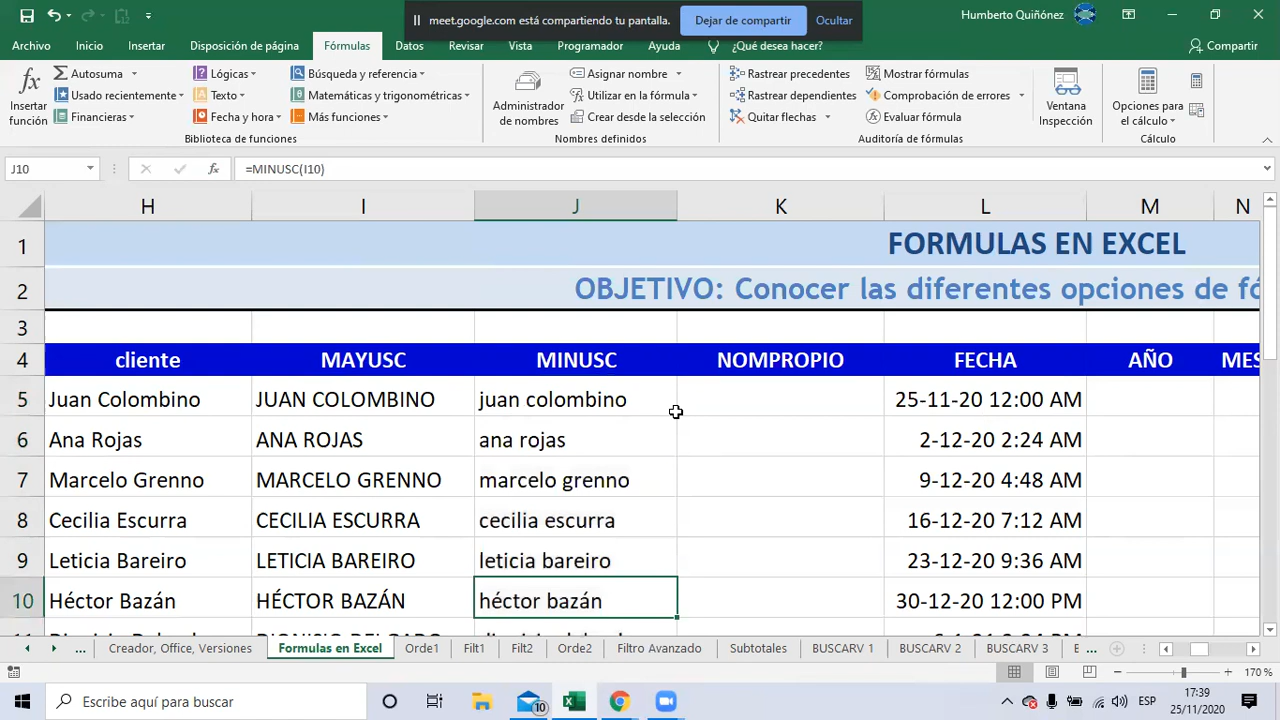 meet.google.com está compartiendo tu pantalla. Dejar de compartir Ocultar
Humberto Quiñónez
Archivo Inicio Insertar Disposición de página Fórmulas Datos Revisar Vista Programador Ayuda ¿Qué desea hacer? Compartir
Insertar función
Autosuma
Usado recientemente
Financieras
Lógicas
Texto
Fecha y hora
Búsqueda y referencia
Matemáticas y trigonométricas
Más funciones
Biblioteca de funciones
Administrador de nombres
Asignar nombre
Utilizar en la fórmula
Crear desde la selección
Nombres definidos
Rastrear precedentes
Rastrear dependientes
Quitar flechas
Mostrar fórmulas
Comprobación de errores
Evaluar fórmula
Auditoría de fórmulas
Ventana Inspección
Opciones para el cálculo
Cálculo
J10 fx =MINUSC(I10)
H I J K L M N
1 FORMULAS EN EXCEL
2 OBJETIVO: Conocer las diferentes opciones de fó
3
4 cliente MAYUSC MINUSC NOMPROPIO FECHA AÑO MES
5 Juan Colombino JUAN COLOMBINO juan colombino 25-11-20 12:00 AM
6 Ana Rojas ANA ROJAS ana rojas 2-12-20 2:24 AM
7 Marcelo Grenno MARCELO GRENNO marcelo grenno 9-12-20 4:48 AM
8 Cecilia Escurra CECILIA ESCURRA cecilia escurra 16-12-20 7:12 AM
9 Leticia Bareiro LETICIA BAREIRO leticia bareiro 23-12-20 9:36 AM
10 Héctor Bazán HÉCTOR BAZÁN héctor bazán 30-12-20 12:00 PM
... Creador, Office, Versiones Formulas en Excel Orde1 Filt1 Filt2 Orde2 Filtro Avanzado Subtotales BUSCARV 1 BUSCARV 2 BUSCARV 3 B ...
170 %
Escribe aquí para buscar
10
ESP
17:39
25/11/2020